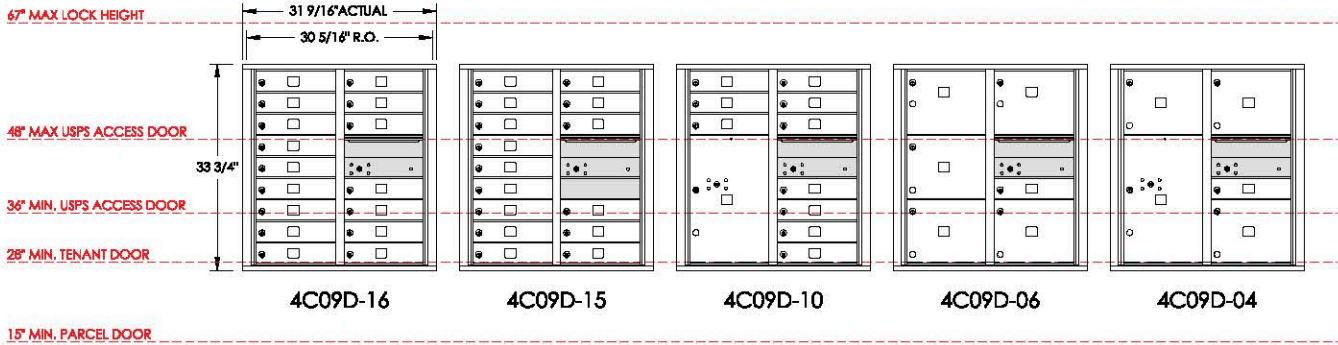 67" MAX LOCK HEIGHT
31 9/16"ACTUAL
30 5/16" R.O.
48" MAX USPS ACCESS DOOR
33 3/4"
36" MIN. USPS ACCESS DOOR
28" MIN. TENANT DOOR
4C09D-16 4C09D-15 4C09D-10 4C09D-06 4C09D-04
15" MIN. PARCEL DOOR